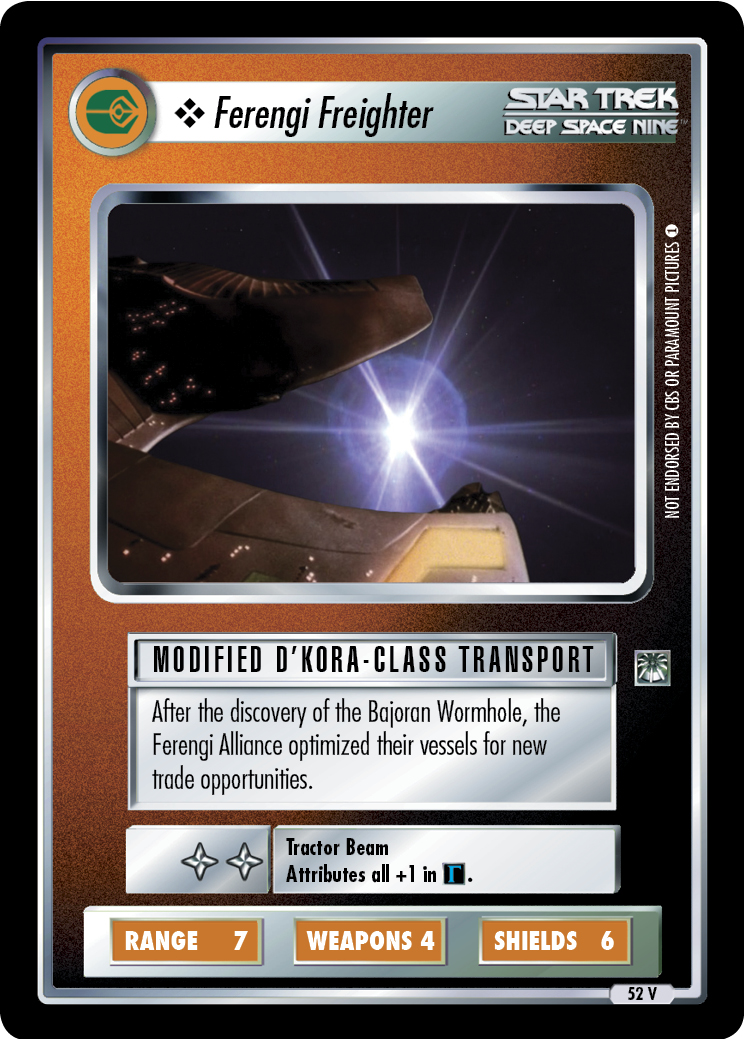 ❖ Ferengi Freighter
STAR TREK
DEEP SPACE NINE™
NOT ENDORSED BY CBS OR PARAMOUNT PICTURES 1
MODIFIED D'KORA-CLASS TRANSPORT
After the discovery of the Bajoran Wormhole, the
Ferengi Alliance optimized their vessels for new
trade opportunities.
Tractor Beam
Attributes all +1 in Γ.
RANGE 7 WEAPONS 4 SHIELDS 6
52 V